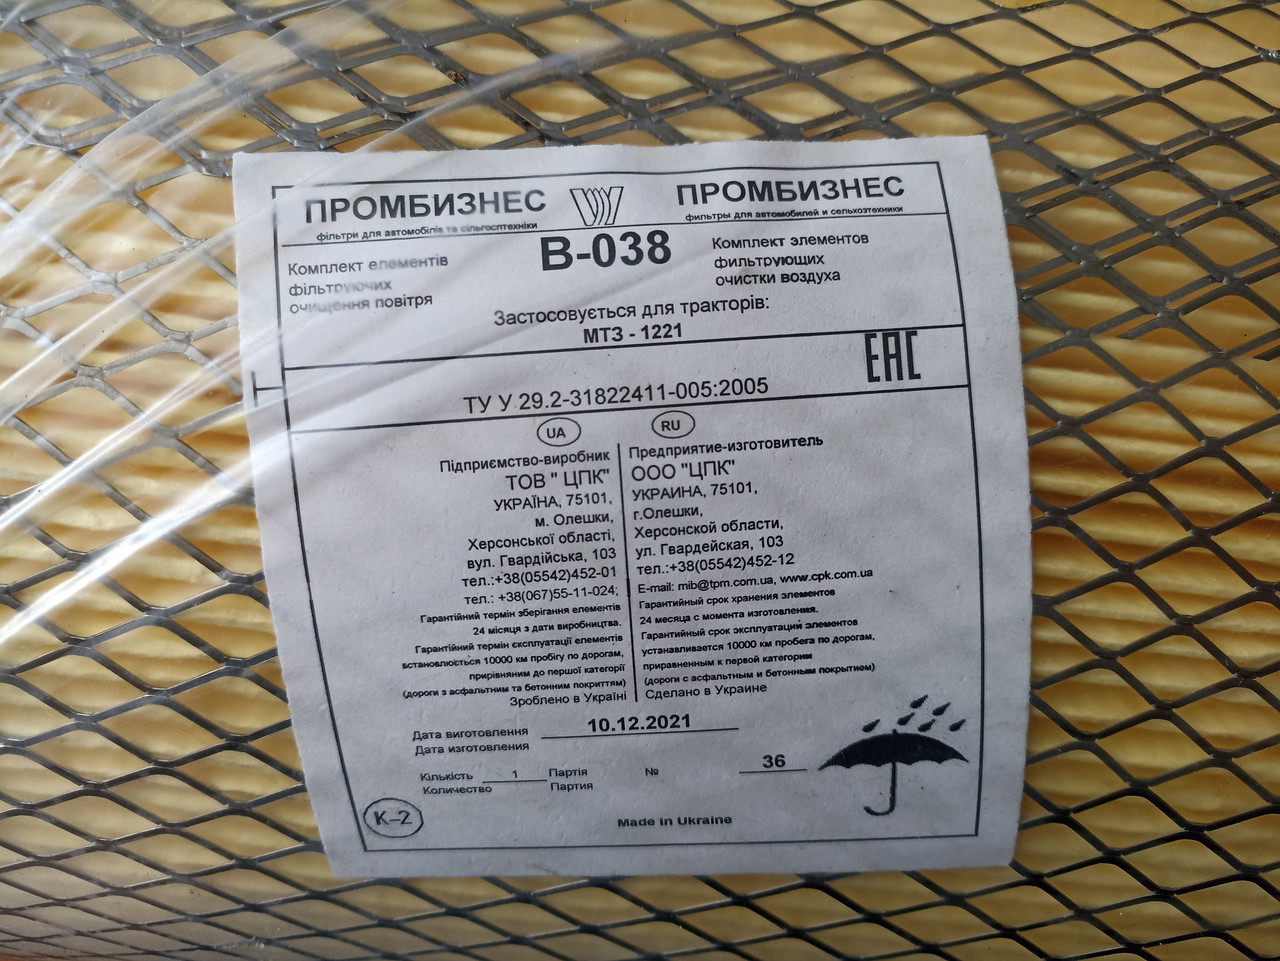 ПРОМБИЗНЕС
фільтри для автомобілів та сільгосптехніки
ПРОМБИЗНЕС
фильтры для автомобилей и сельхозтехники
В-038
Комплект елементів
фільтруючих
очищення повітря
Комплект элементов
фильтрующих
очистки воздуха
Застосовується для тракторів:
МТЗ - 1221
EAC
ТУ У 29.2-31822411-005:2005
UA
Підприємство-виробник
ТОВ " ЦПК"
УКРАЇНА, 75101,
м. Олешки,
Херсонської області,
вул. Гвардійська, 103
тел.:+38(05542)452-01
тел.: +38(067)55-11-024;
Гарантійний термін зберігання елементів
24 місяця з дати виробництва.
Гарантійний термін експлуатації елементів
встановлюється 10000 км пробігу по дорогам,
прирівняним до першої категорії
(дороги з асфальтним та бетонним покриттям)
Зроблено в Україні
RU
Предприятие-изготовитель
ООО "ЦПК"
УКРАИНА, 75101,
г.Олешки,
Херсонской области,
ул. Гвардейская, 103
тел.:+38(05542)452-12
E-mail: mib@tpm.com.ua, www.cpk.com.ua
Гарантийный срок хранения элементов
24 месяца с момента изготовления.
Гарантийный срок эксплуатаций элементов
устанавливается 10000 км пробега по дорогам,
приравненным к первой категории
(дороги с асфальтным и бетонным покрытием)
Сделано в Украине
Дата виготовлення
Дата изготовления
10.12.2021
Кількість 1 Партія № 36
Количество Партия
К-2
Made in Ukraine